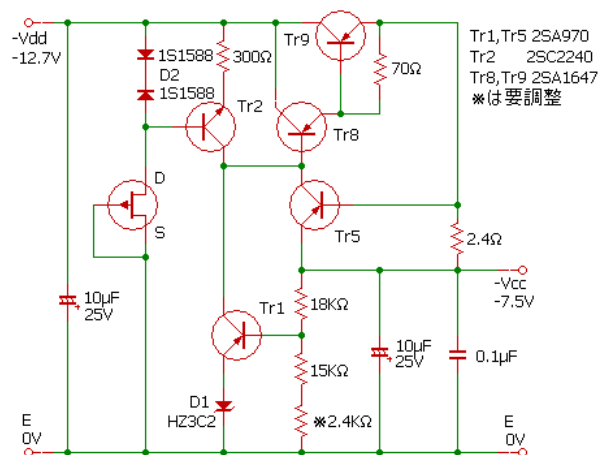 -Vdd
-12.7V
1S1588
D2
1S1588
300Ω
Tr2
Tr9
70Ω
Tr8
Tr1,Tr5 2SA970
Tr2 2SC2240
Tr8,Tr9 2SA1647
※は要調整
D
S
Tr5
2.4Ω
-Vcc
-7.5V
10μF
25V
+
Tr1
18KΩ
10μF
25V
+
0.1μF
15KΩ
D1
HZ3C2
※2.4KΩ
E
0V
E
0V